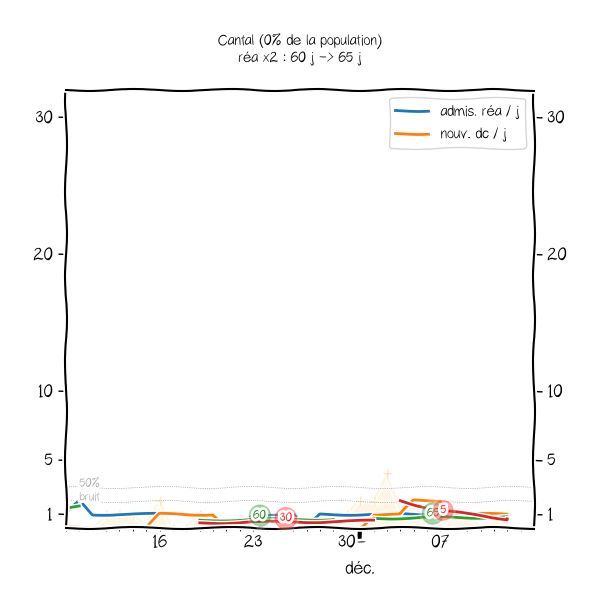 Cantal (0% de la population)
réa x2 : 60 j -> 65 j
admis. réa / j
nouv. dc / j
30 30
20 20
10 10
5 5
50%
bruit
1 1
60 30 5
16 23 30 07
déc.